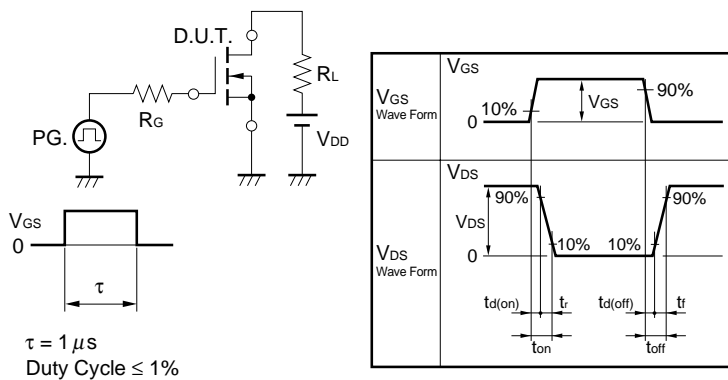 D.U.T.
RL
RG
PG.
VDD
VGS
0
τ
τ = 1 μs
Duty Cycle ≤ 1%
VGS
Wave Form
VGS
10%
VGS
90%
0
VDS
Wave Form
VDS
VDS
90%
90%
10%
10%
0
td(on)
tr
td(off)
tf
ton
toff